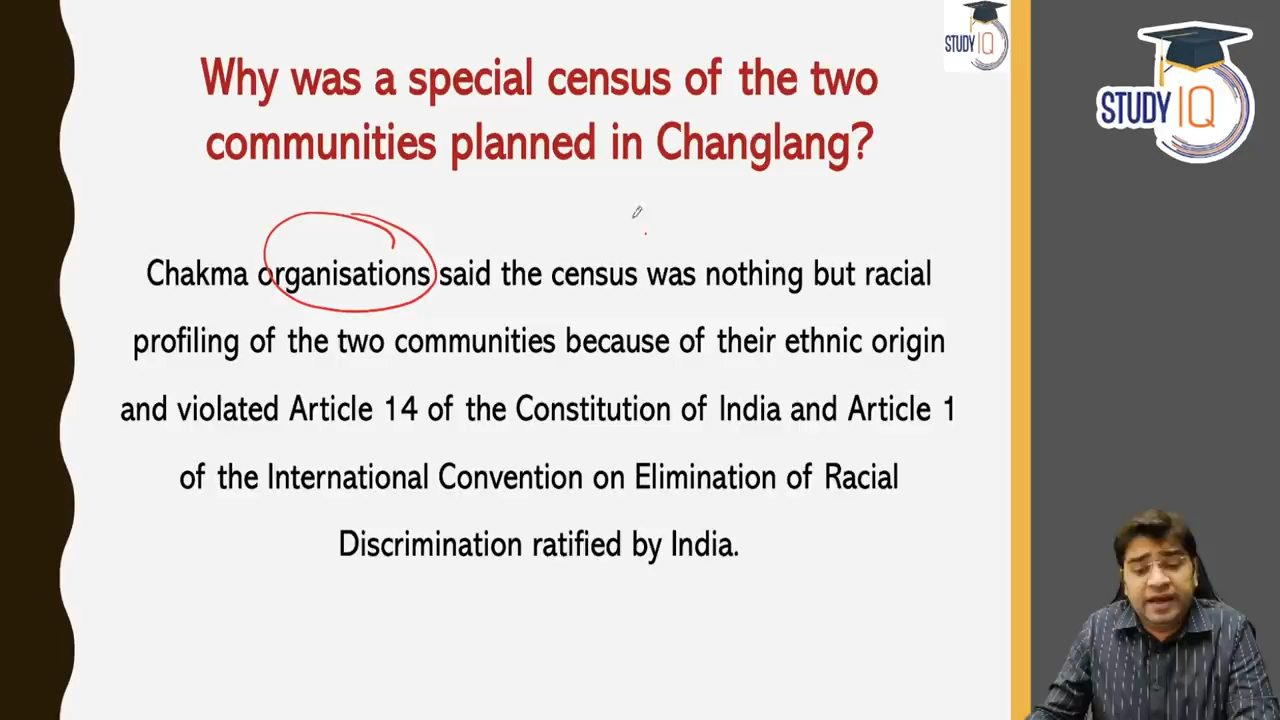 STUDY IQ
STUDY IQ
Why was a special census of the two
communities planned in Changlang?
Chakma organisations said the census was nothing but racial
profiling of the two communities because of their ethnic origin
and violated Article 14 of the Constitution of India and Article 1
of the International Convention on Elimination of Racial
Discrimination ratified by India.